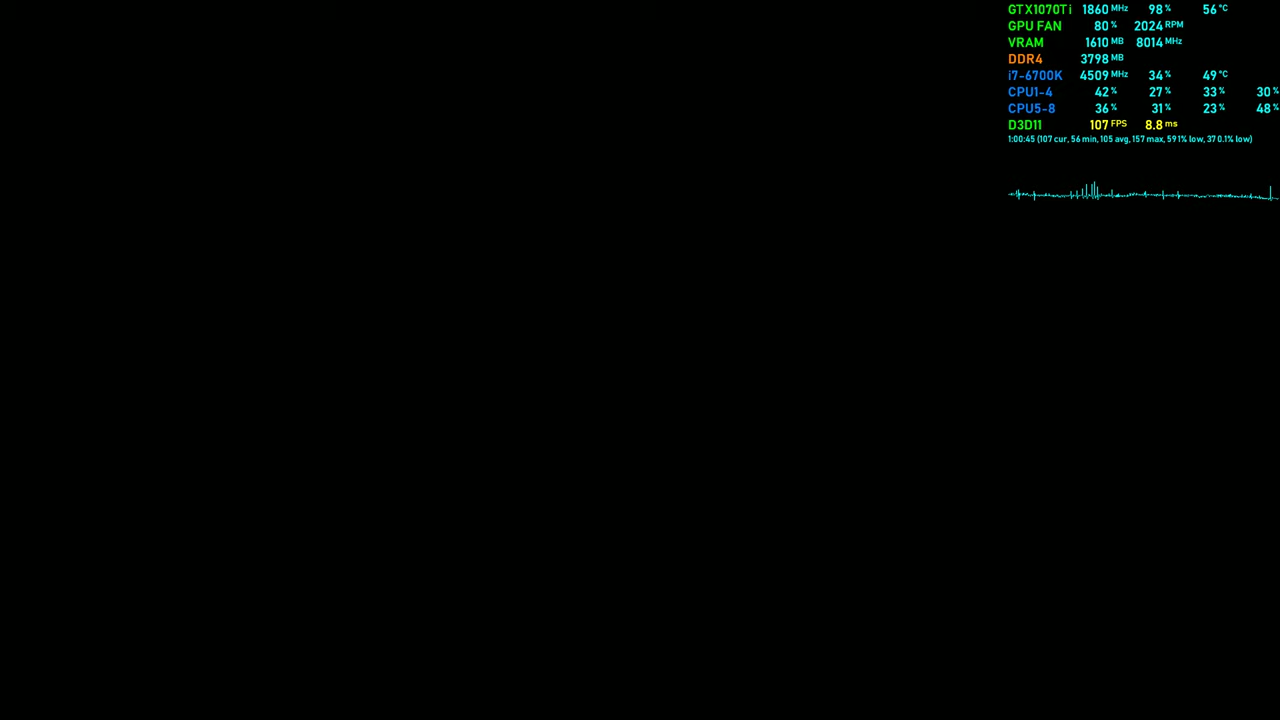 GTX1070Ti 1860 MHz 98 % 56 °C
GPU FAN 80 % 2024 RPM
VRAM 1610 MB 8014 MHz
DDR4 3798 MB
i7-6700K 4509 MHz 34 % 49 °C
CPU1-4 42 % 27 % 33 % 30 %
CPU5-8 36 % 31 % 23 % 48 %
D3D11 107 FPS 8.8 ms
1:00:45 (107 cur, 56 min, 105 avg, 157 max, 59 1% low, 37 0.1% low)